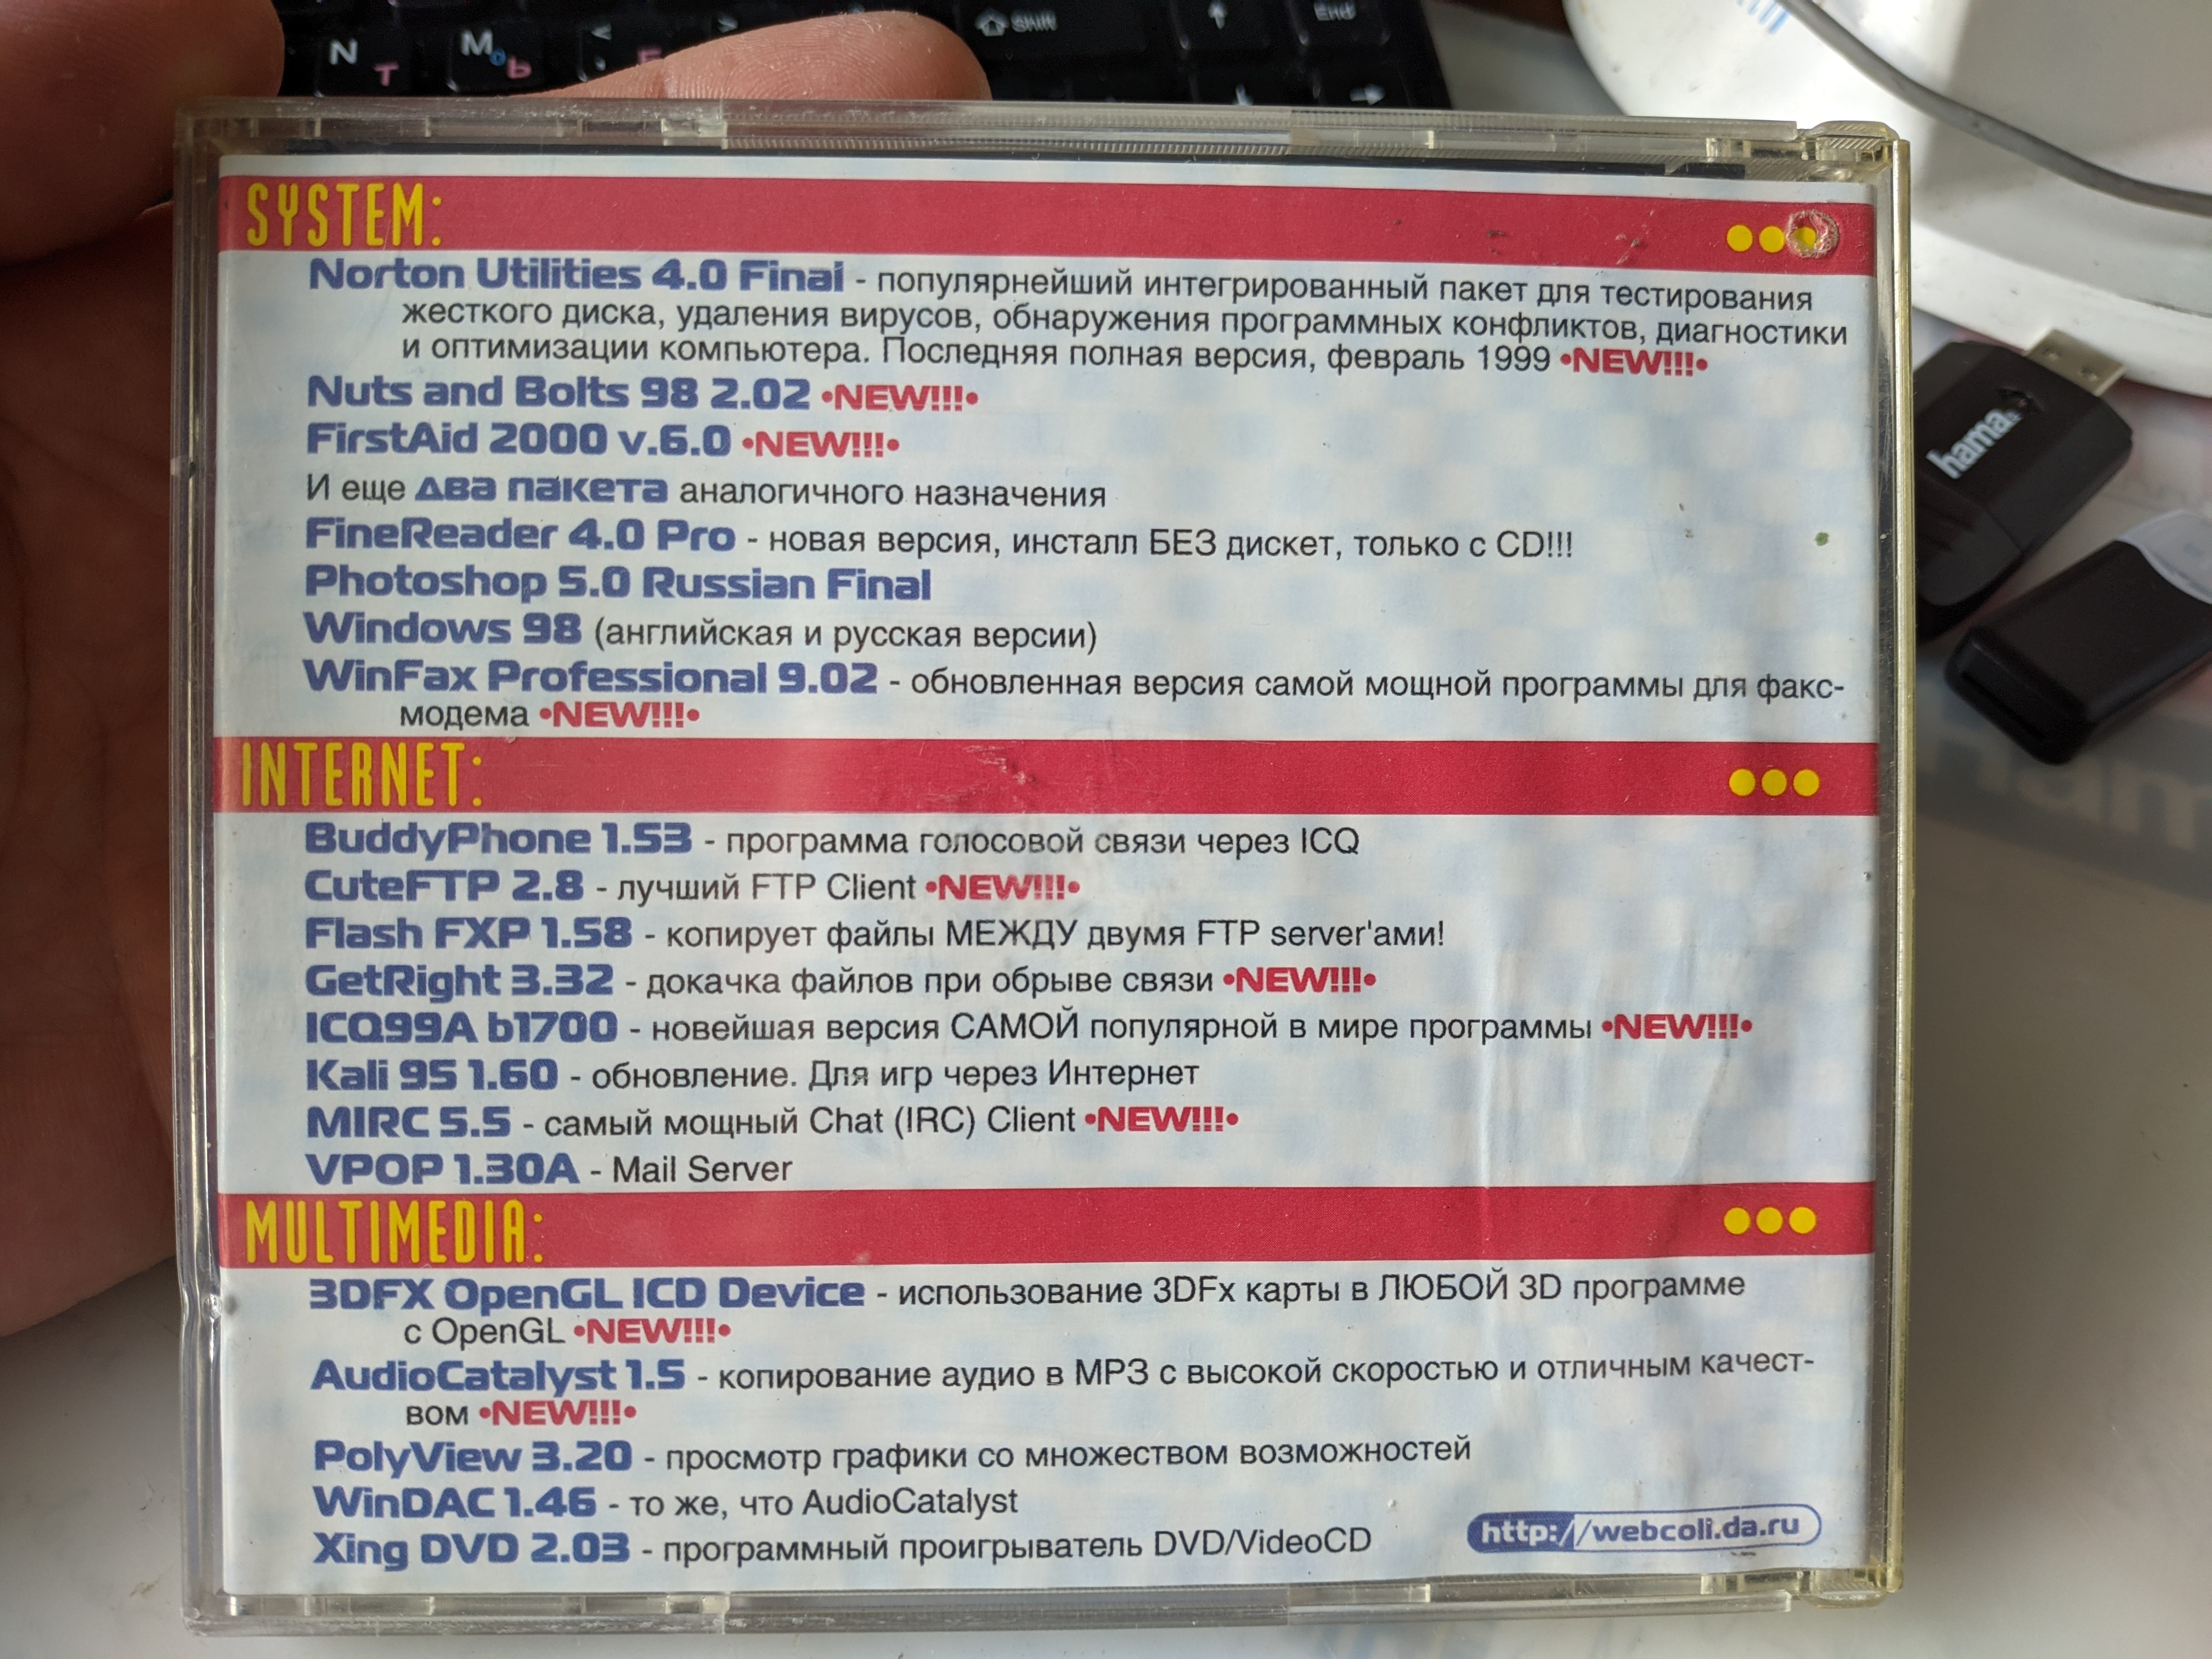 N Т
М Ь
Shift
End
hama
SYSTEM:
Norton Utilities 4.0 Final - популярнейший интегрированный пакет для тестирования
жесткого диска, удаления вирусов, обнаружения программных конфликтов, диагностики
и оптимизации компьютера. Последняя полная версия, февраль 1999 •NEW!!!•
Nuts and Bolts 98 2.02 •NEW!!!•
FirstAid 2000 v.6.0 •NEW!!!•
И еще два пакета аналогичного назначения
FineReader 4.0 Pro - новая версия, инсталл БЕЗ дискет, только с CD!!!
Photoshop 5.0 Russian Final
Windows 98 (английская и русская версии)
WinFax Professional 9.02 - обновленная версия самой мощной программы для факс-
модема •NEW!!!•
INTERNET:
BuddyPhone 1.53 - программа голосовой связи через ICQ
CuteFTP 2.8 - лучший FTP Client •NEW!!!•
Flash FXP 1.58 - копирует файлы МЕЖДУ двумя FTP server'ами!
GetRight 3.32 - докачка файлов при обрыве связи •NEW!!!•
ICQ99A b1700 - новейшая версия САМОЙ популярной в мире программы •NEW!!!•
Kali 95 1.60 - обновление. Для игр через Интернет
MIRC 5.5 - самый мощный Chat (IRC) Client •NEW!!!•
VPOP 1.30A - Mail Server
MULTIMEDIA:
3DFX OpenGL ICD Device - использование 3DFx карты в ЛЮБОЙ 3D программе
с OpenGL •NEW!!!•
AudioCatalyst 1.5 - копирование аудио в MP3 с высокой скоростью и отличным качест-
вом •NEW!!!•
PolyView 3.20 - просмотр графики со множеством возможностей
WinDAC 1.46 - то же, что AudioCatalyst
Xing DVD 2.03 - программный проигрыватель DVD/VideoCD
http://webcoli.da.ru